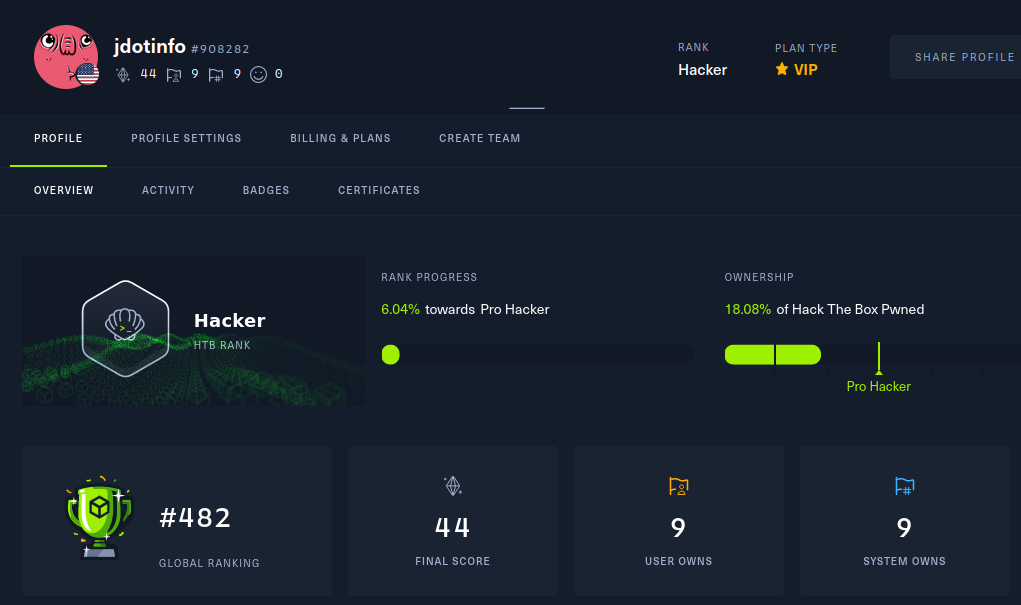 jdotinfo #908282
44 9 9 0
RANK
Hacker
PLAN TYPE
VIP
SHARE PROFILE
PROFILE PROFILE SETTINGS BILLING & PLANS CREATE TEAM
OVERVIEW ACTIVITY BADGES CERTIFICATES
>_
Hacker
HTB RANK
RANK PROGRESS
6.04% towards Pro Hacker
OWNERSHIP
18.08% of Hack The Box Pwned
Pro Hacker
#482
GLOBAL RANKING
44
FINAL SCORE
9
USER OWNS
9
SYSTEM OWNS